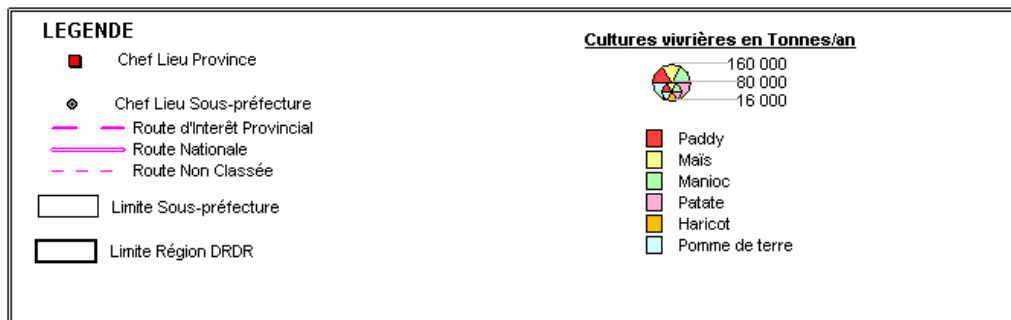 LEGENDE
Chef Lieu Province
Chef Lieu Sous-préfecture
Route d'Interêt Provincial
Route Nationale
Route Non Classée
Limite Sous-préfecture
Limite Région DRDR
Cultures vivrières en Tonnes/an
160 000
80 000
16 000
Paddy
Maïs
Manioc
Patate
Haricot
Pomme de terre